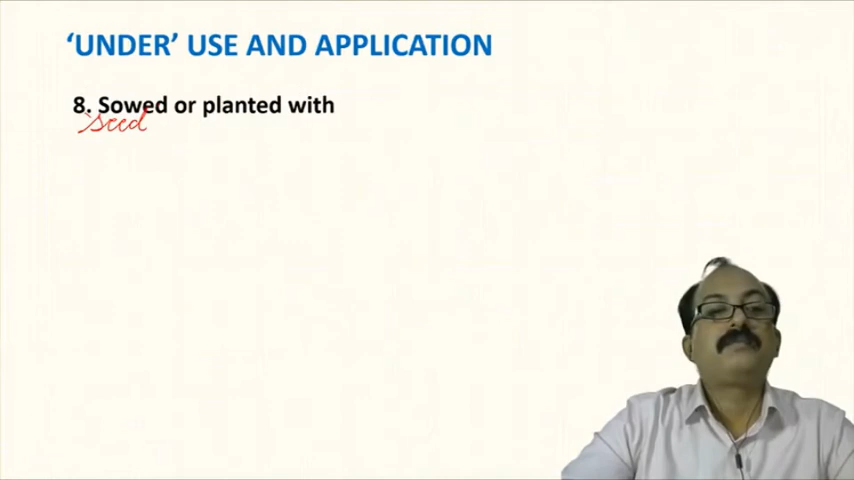 ‘UNDER’ USE AND APPLICATION
8. Sowed or planted with
seed